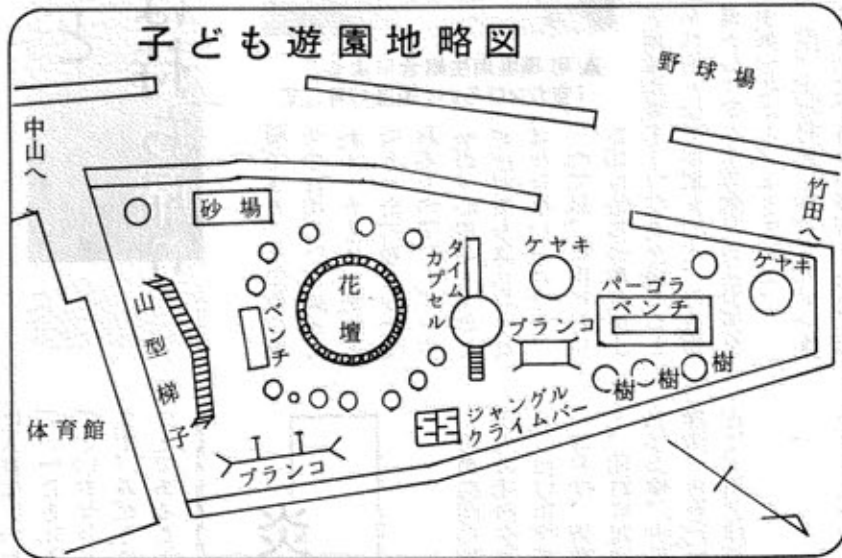 子ども遊園地略図
野球場
中山へ
竹田へ
砂場
ケヤキ
ケヤキ
タイム
カプセル
パーゴラ
ベンチ
花壇
ベンチ
ブランコ
山型梯子
樹
樹
樹
ジャングル
クライムバー
体育館
ブランコ